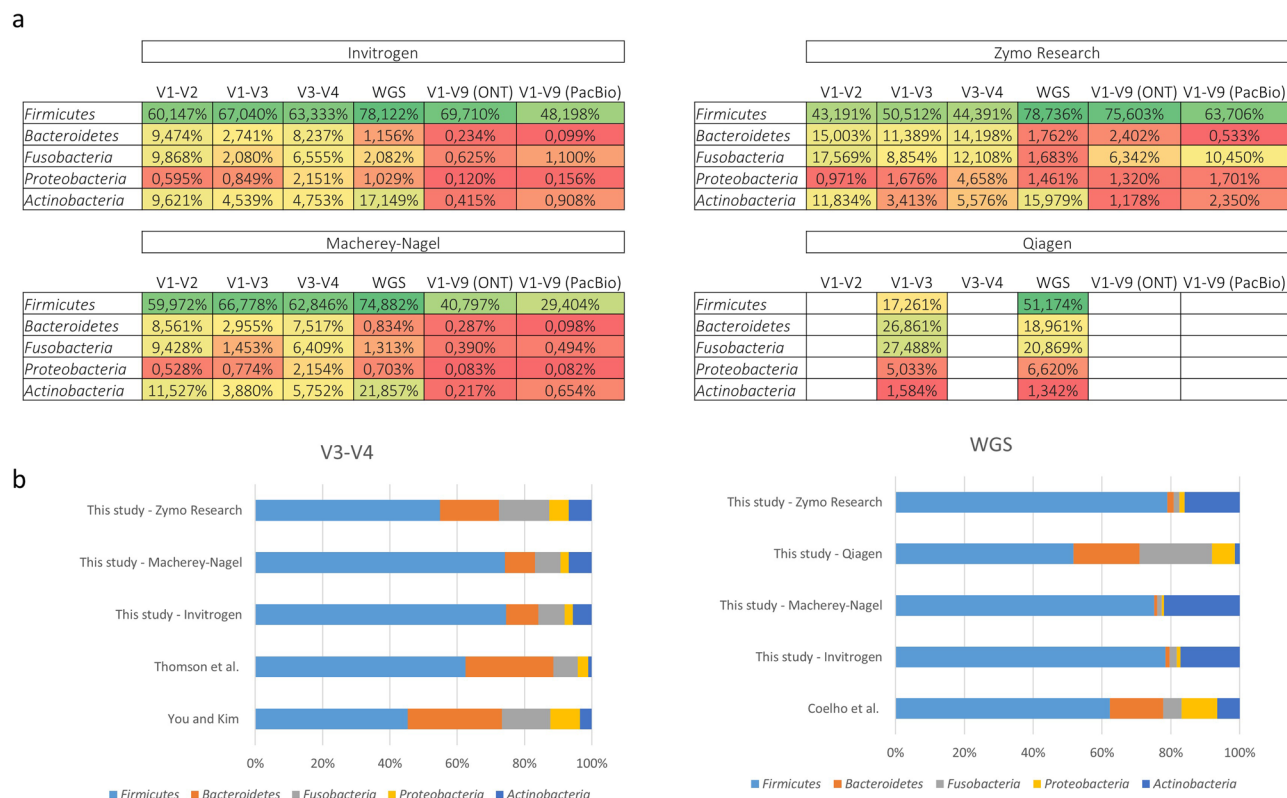 a
Invitrogen
V1-V2 V1-V3 V3-V4 WGS V1-V9 (ONT) V1-V9 (PacBio)
Firmicutes 60,147% 67,040% 63,333% 78,122% 69,710% 48,198%
Bacteroidetes 9,474% 2,741% 8,237% 1,156% 0,234% 0,099%
Fusobacteria 9,868% 2,080% 6,555% 2,082% 0,625% 1,100%
Proteobacteria 0,595% 0,849% 2,151% 1,029% 0,120% 0,156%
Actinobacteria 9,621% 4,539% 4,753% 17,149% 0,415% 0,908%
Zymo Research
V1-V2 V1-V3 V3-V4 WGS V1-V9 (ONT) V1-V9 (PacBio)
Firmicutes 43,191% 50,512% 44,391% 78,736% 75,603% 63,706%
Bacteroidetes 15,003% 11,389% 14,198% 1,762% 2,402% 0,533%
Fusobacteria 17,569% 8,854% 12,108% 1,683% 6,342% 10,450%
Proteobacteria 0,971% 1,676% 4,658% 1,461% 1,320% 1,701%
Actinobacteria 11,834% 3,413% 5,576% 15,979% 1,178% 2,350%
Macherey-Nagel
V1-V2 V1-V3 V3-V4 WGS V1-V9 (ONT) V1-V9 (PacBio)
Firmicutes 59,972% 66,778% 62,846% 74,882% 40,797% 29,404%
Bacteroidetes 8,561% 2,955% 7,517% 0,834% 0,287% 0,098%
Fusobacteria 9,428% 1,453% 6,409% 1,313% 0,390% 0,494%
Proteobacteria 0,528% 0,774% 2,154% 0,703% 0,083% 0,082%
Actinobacteria 11,527% 3,880% 5,752% 21,857% 0,217% 0,654%
Qiagen
V1-V2 V1-V3 V3-V4 WGS V1-V9 (ONT) V1-V9 (PacBio)
Firmicutes 17,261% 51,174%
Bacteroidetes 26,861% 18,961%
Fusobacteria 27,488% 20,869%
Proteobacteria 5,033% 6,620%
Actinobacteria 1,584% 1,342%
b
V3-V4
This study - Zymo Research
This study - Macherey-Nagel
This study - Invitrogen
Thomson et al.
You and Kim
0% 20% 40% 60% 80% 100%
Firmicutes Bacteroidetes Fusobacteria Proteobacteria Actinobacteria
WGS
This study - Zymo Research
This study - Qiagen
This study - Macherey-Nagel
This study - Invitrogen
Coelho et al.
0% 20% 40% 60% 80% 100%
Firmicutes Bacteroidetes Fusobacteria Proteobacteria Actinobacteria